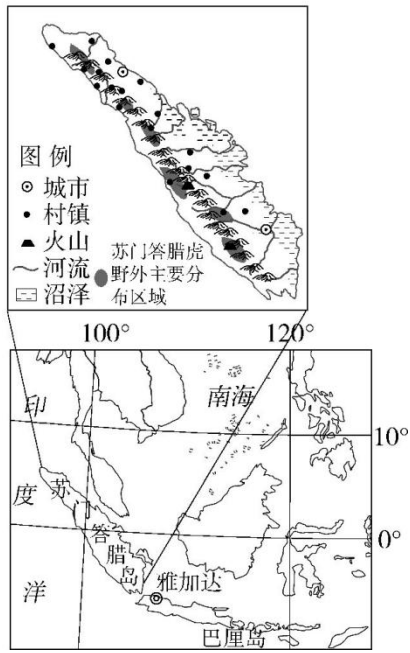 图例
城市
村镇
火山
河流
沼泽
苏门答腊虎
野外主要分
布区域
100°
120°
印
度
洋
南海
10°
0°
苏
门
答
腊
岛
雅加达
巴厘岛